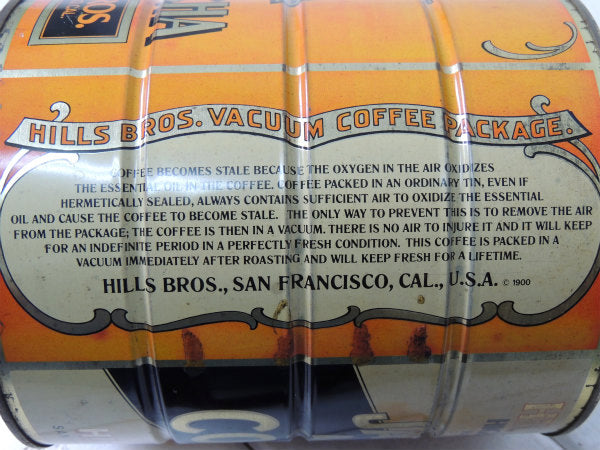 OS.
CAL.
HA
HILLS BROS. VACUUM COFFEE PACKAGE.
COFFEE BECOMES STALE BECAUSE THE OXYGEN IN THE AIR OXIDIZES
THE ESSENTIAL OIL IN THE COFFEE. COFFEE PACKED IN AN ORDINARY TIN, EVEN IF
HERMETICALLY SEALED, ALWAYS CONTAINS SUFFICIENT AIR TO OXIDIZE THE ESSENTIAL
OIL AND CAUSE THE COFFEE TO BECOME STALE. THE ONLY WAY TO PREVENT THIS IS TO REMOVE THE AIR
FROM THE PACKAGE; THE COFFEE IS THEN IN A VACUUM. THERE IS NO AIR TO INJURE IT AND IT WILL KEEP
FOR AN INDEFINITE PERIOD IN A PERFECTLY FRESH CONDITION. THIS COFFEE IS PACKED IN A
VACUUM IMMEDIATELY AFTER ROASTING AND WILL KEEP FRESH FOR A LIFETIME.
HILLS BROS., SAN FRANCISCO, CAL., U.S.A. © 1900
CO